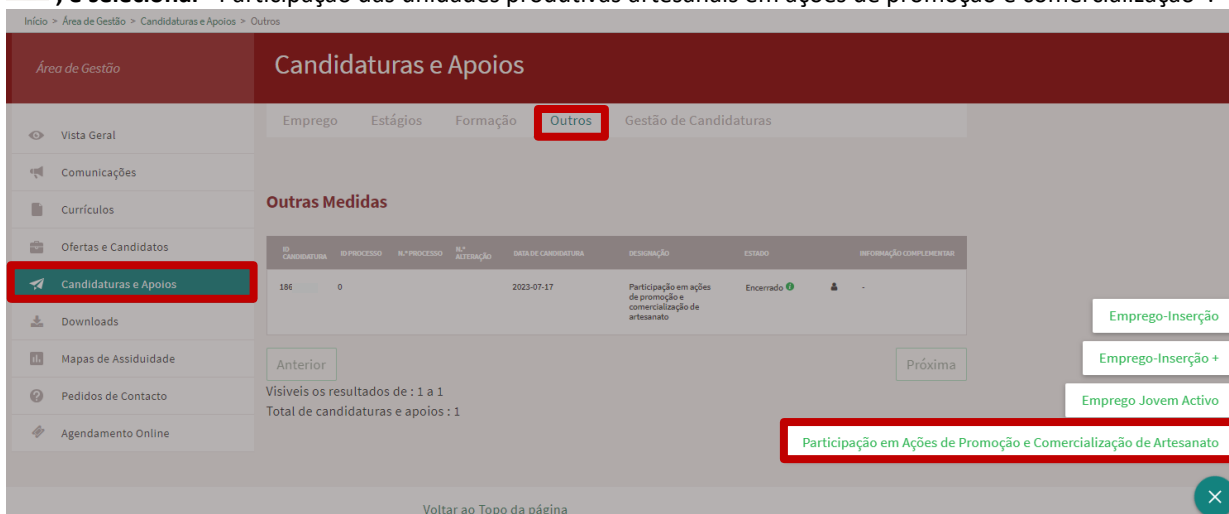 , e selecionar "Participação das unidades produtivas artesanais em ações de promoção e comercialização".
Início > Área de Gestão > Candidaturas e Apoios > Outros
Área de Gestão
Candidaturas e Apoios
Emprego Estágios Formação Outros Gestão de Candidaturas
Vista Geral
Comunicações
Currículos
Ofertas e Candidatos
Candidaturas e Apoios
Downloads
Mapas de Assiduidade
Pedidos de Contacto
Agendamento Online
Outras Medidas
ID CANDIDATURA ID PROCESSO N.º PROCESSO N.º ALTERAÇÃO DATA DE CANDIDATURA DESIGNAÇÃO ESTADO INFORMAÇÃO COMPLEMENTAR
186 0 2023-07-17 Participação em ações Encerrado -
de promoção e
comercialização de
artesanato
Anterior Próxima
Visiveis os resultados de : 1 a 1
Total de candidaturas e apoios : 1
Emprego-Inserção
Emprego-Inserção +
Emprego Jovem Activo
Participação em Ações de Promoção e Comercialização de Artesanato
Voltar ao Topo da página